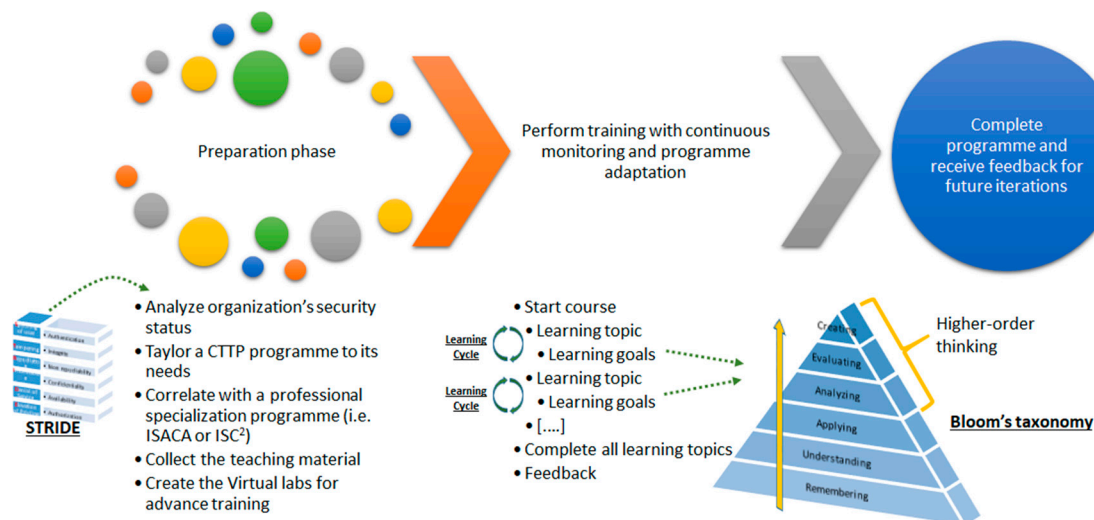 Preparation phase
Perform training with continuous
monitoring and programme
adaptation
Complete
programme and
receive feedback for
future iterations
• Analyze organization's security
status
• Taylor a CTTP programme to its
needs
• Correlate with a professional
specialization programme (i.e.
ISACA or ISC²)
• Collect the teaching material
• Create the Virtual labs for
advance training
• Authentication
• Integrity
• Confidentiality
• Availability
STRIDE
• Start course
• Learning topic
• Learning goals
• Learning topic
• Learning goals
• [....]
• Complete all learning topics
• Feedback
Learning
Cycle
Learning
Cycle
Creating
Evaluating
Analyzing
Applying
Understanding
Remembering
Higher-order
thinking
Bloom's taxonomy